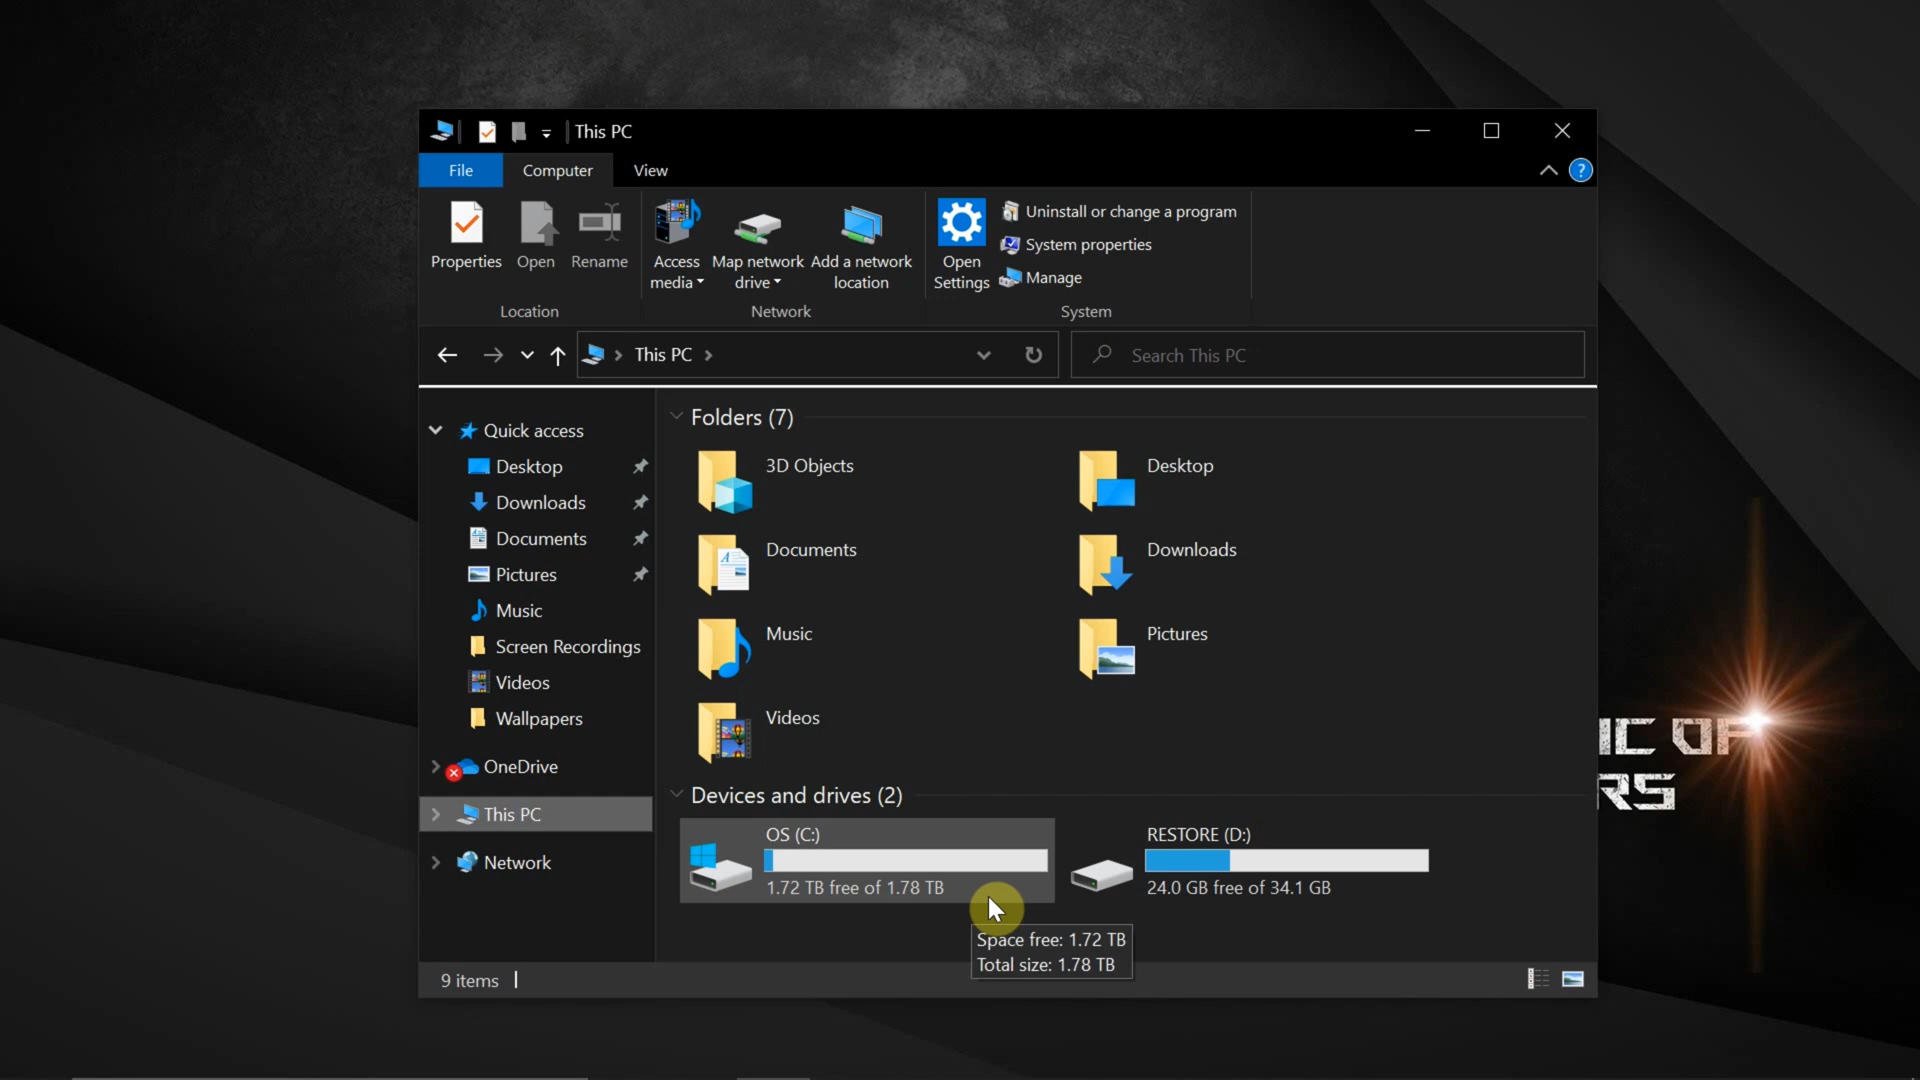 This PC
File Computer View
Properties Open Rename Access media Map network drive Add a network location Open Settings
Uninstall or change a program
System properties
Manage
Location Network System
This PC
Search This PC
Quick access
Desktop
Downloads
Documents
Pictures
Music
Screen Recordings
Videos
Wallpapers
OneDrive
This PC
Network
Folders (7)
3D Objects Desktop
Documents Downloads
Music Pictures
Videos
Devices and drives (2)
OS (C:) RESTORE (D:)
1.72 TB free of 1.78 TB 24.0 GB free of 34.1 GB
Space free: 1.72 TB
Total size: 1.78 TB
9 items
IC OF
RS